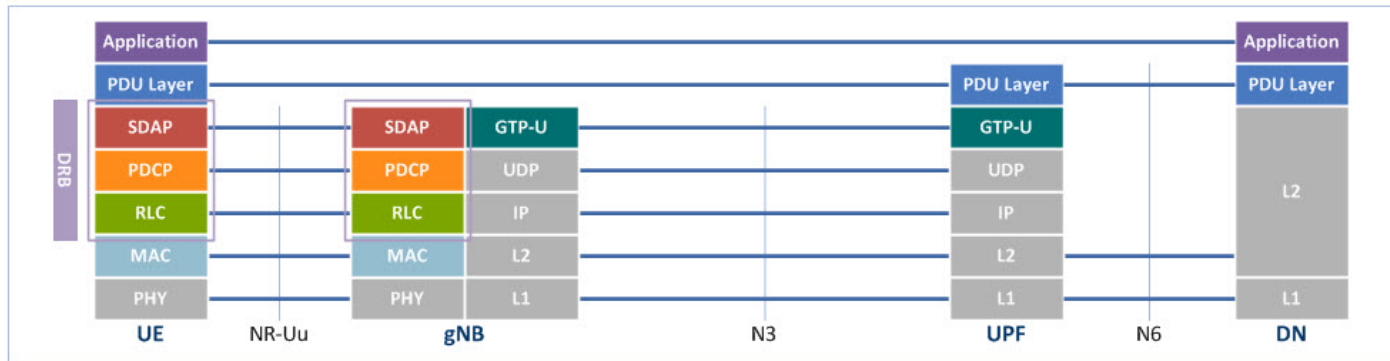 Application Application
PDU Layer PDU Layer PDU Layer
SDAP SDAP GTP-U GTP-U
DRB
PDCP PDCP UDP UDP
L2
RLC RLC IP IP
MAC MAC L2 L2
PHY PHY L1 L1 L1
UE NR-Uu gNB N3 UPF N6 DN